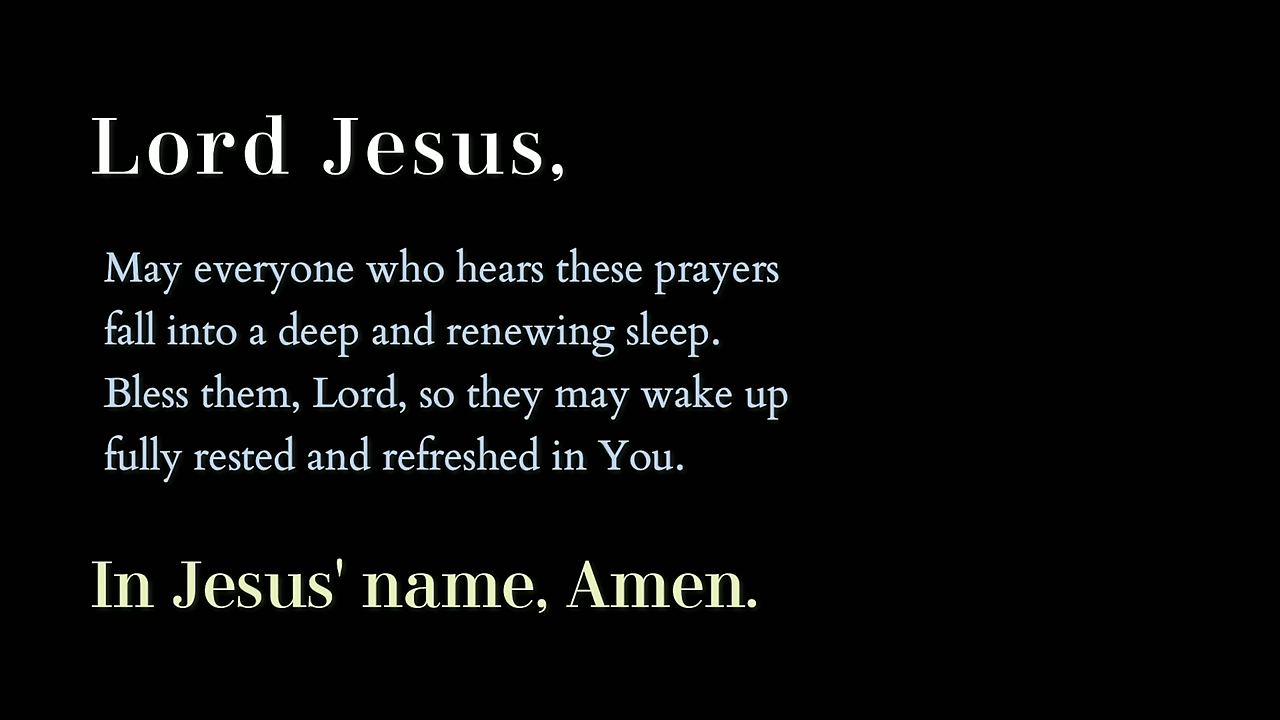 Lord Jesus,
May everyone who hears these prayers
fall into a deep and renewing sleep.
Bless them, Lord, so they may wake up
fully rested and refreshed in You.
In Jesus' name, Amen.